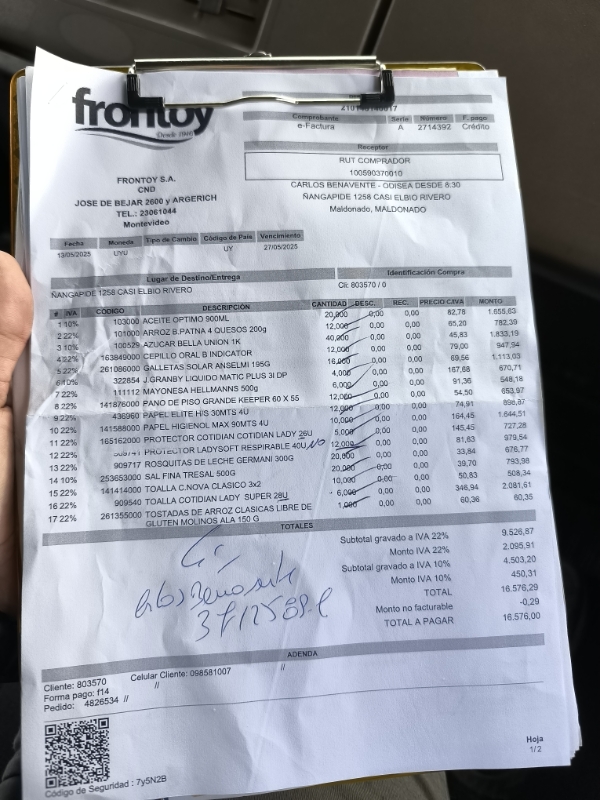 frontoy
Desde 1960
Comprobante Serie Número F. pago
e-Factura A 2714392 Crédito
Receptor
RUT COMPRADOR
100590370010
CARLOS BENAVENTE - ODISEA DESDE 8:30
ÑANGAPIDE 1258 CASI ELBIO RIVERO
Maldonado, MALDONADO
FRONTOY S.A.
CND
JOSE DE BEJAR 2600 y ARGERICH
TEL.: 23061044
Montevideo
Fecha Moneda Tipo de Cambio Código de País Vencimiento
13/05/2025 UYU UY 27/05/2025
Lugar de Destino/Entrega Identificación Compra
ÑANGAPIDE 1258 CASI ELBIO RIVERO Cli: 803570 / 0
# IVA CODIGO DESCRIPCION CANTIDAD DESC. REC. PRECIO C.IVA MONTO
1 10% 103000 ACEITE OPTIMO 900ML 20,000 0,00 0,00 82,78 1.655,63
2 22% 101000 ARROZ B.PATNA 4 QUESOS 200g 12,000 0,00 0,00 65,20 782,39
3 10% 100529 AZUCAR BELLA UNION 1K 40,000 0,00 0,00 45,83 1.833,19
4 22% 163849000 CEPILLO ORAL B INDICATOR 12,000 0,00 0,00 79,00 947,94
5 22% 261086000 GALLETAS SOLAR ANSELMI 195G 16,000 0,00 0,00 69,56 1.113,03
6 10% 322854 J.GRANBY LIQUIDO MATIC PLUS 3l DP 4,000 0,00 0,00 167,68 670,71
7 22% 111112 MAYONESA HELLMANNS 500g 6,000 0,00 0,00 91,36 548,18
8 22% 141876000 PANO DE PISO GRANDE KEEPER 60 X 55 12,000 0,00 0,00 54,50 653,97
9 22% 436960 PAPEL ELITE H/S 30MTS 4U 12,000 0,00 0,00 74,91 898,87
10 22% 141588000 PAPEL HIGIENOL MAX 90MTS 4U 10,000 0,00 0,00 164,45 1.644,51
11 22% 165162000 PROTECTOR COTIDIAN COTIDIAN LADY 26U 5,000 0,00 0,00 145,45 727,28
12 22% PROTECTOR LADYSOFT RESPIRABLE 40U NO 12,000 0,00 0,00 81,63 979,54
13 22% 909717 ROSQUITAS DE LECHE GERMANI 300G 20,000 0,00 0,00 33,84 676,77
14 10% 253653000 SAL FINA TRESAL 500G 20,000 0,00 0,00 39,70 793,98
15 22% 141414000 TOALLA C.NOVA CLASICO 3x2 10,000 0,00 0,00 50,83 508,34
16 22% 909540 TOALLA COTIDIAN LADY SUPER 28U 6,000 0,00 0,00 346,94 2.081,61
17 22% 261355000 TOSTADAS DE ARROZ CLASICAS LIBRE DE 1,000 0,00 0,00 60,36 60,35
GLUTEN MOLINOS ALA 150 G
TOTALES
Subtotal gravado a IVA 22% 9.526,87
Monto IVA 22% 2.095,91
Subtotal gravado a IVA 10% 4.503,20
Monto IVA 10% 450,31
TOTAL 16.576,29
Monto no facturable -0,29
TOTAL A PAGAR 16.576,00
ADENDA
Cliente: 803570 Celular Cliente: 098581007 //
Forma pago: f14 //
Pedido: 4826534 //
Hoja
1/2
Código de Seguridad : 7y5N2B